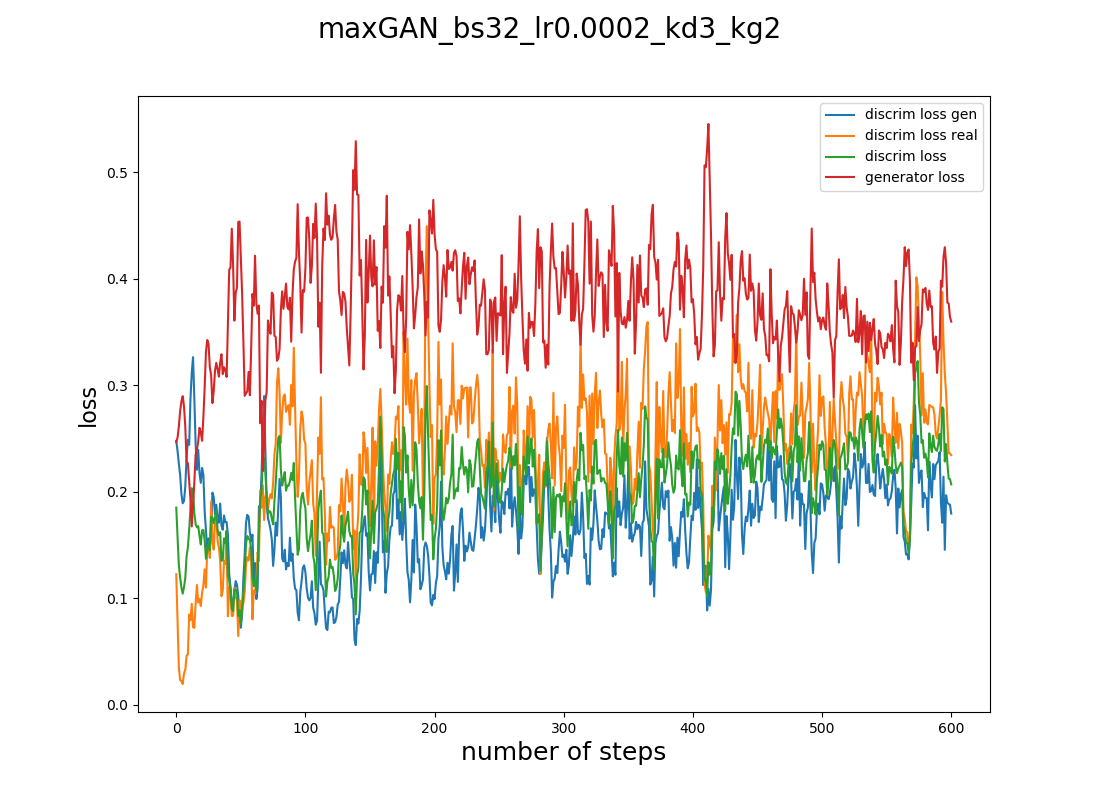 maxGAN_bs32_lr0.0002_kd3_kg2
discrim loss gen
discrim loss real
discrim loss
generator loss
loss
0.5
0.4
0.3
0.2
0.1
0.0
0 100 200 300 400 500 600
number of steps